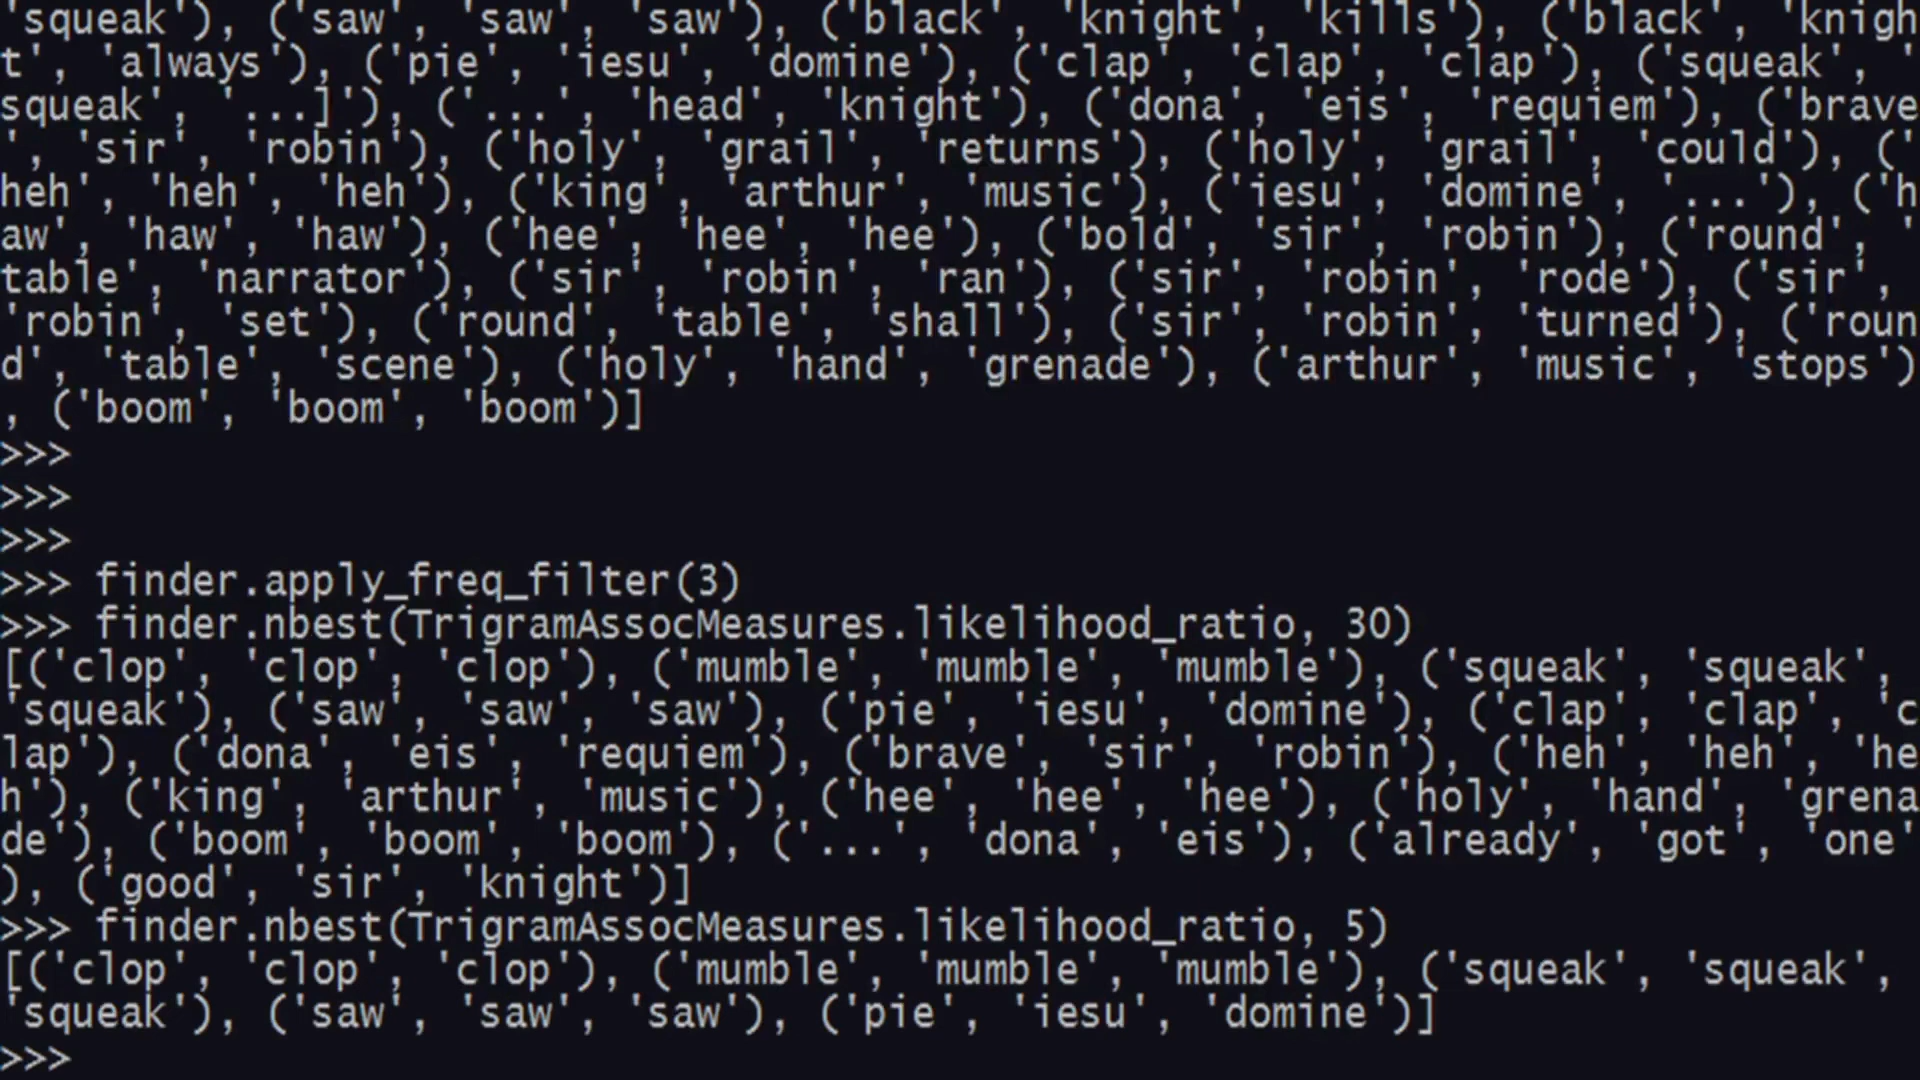 'squeak'), ('saw', 'saw', 'saw'), ('black', 'knight', 'kills'), ('black', 'knigh
t', 'always'), ('pie', 'iesu', 'domine'), ('clap', 'clap', 'clap'), ('squeak', '
squeak', '...]'), ('...', 'head', 'knight'), ('dona', 'eis', 'requiem'), ('brave
', 'sir', 'robin'), ('holy', 'grail', 'returns'), ('holy', 'grail', 'could'), ('
heh', 'heh', 'heh'), ('king', 'arthur', 'music'), ('iesu', 'domine', '...'), ('h
aw', 'haw', 'haw'), ('hee', 'hee', 'hee'), ('bold', 'sir', 'robin'), ('round', '
table', 'narrator'), ('sir', 'robin', 'ran'), ('sir', 'robin', 'rode'), ('sir',
'robin', 'set'), ('round', 'table', 'shall'), ('sir', 'robin', 'turned'), ('roun
d', 'table', 'scene'), ('holy', 'hand', 'grenade'), ('arthur', 'music', 'stops')
, ('boom', 'boom', 'boom')]
>>>
>>>
>>>
>>> finder.apply_freq_filter(3)
>>> finder.nbest(TrigramAssocMeasures.likelihood_ratio, 30)
[('clop', 'clop', 'clop'), ('mumble', 'mumble', 'mumble'), ('squeak', 'squeak',
'squeak'), ('saw', 'saw', 'saw'), ('pie', 'iesu', 'domine'), ('clap', 'clap', 'c
lap'), ('dona', 'eis', 'requiem'), ('brave', 'sir', 'robin'), ('heh', 'heh', 'he
h'), ('king', 'arthur', 'music'), ('hee', 'hee', 'hee'), ('holy', 'hand', 'grena
de'), ('boom', 'boom', 'boom'), ('...', 'dona', 'eis'), ('already', 'got', 'one'
), ('good', 'sir', 'knight')]
>>> finder.nbest(TrigramAssocMeasures.likelihood_ratio, 5)
[('clop', 'clop', 'clop'), ('mumble', 'mumble', 'mumble'), ('squeak', 'squeak',
'squeak'), ('saw', 'saw', 'saw'), ('pie', 'iesu', 'domine')]
>>>